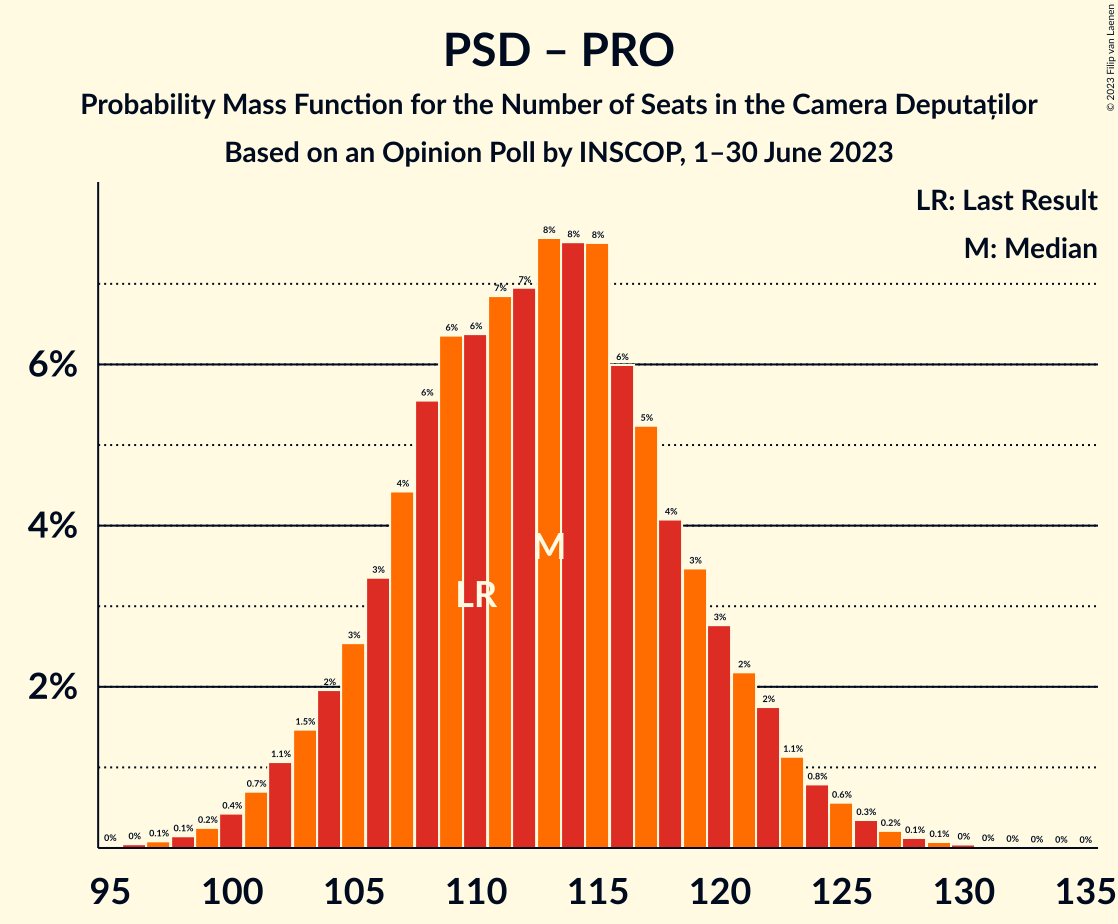 PSD – PRO
Probability Mass Function for the Number of Seats in the Camera Deputaților
Based on an Opinion Poll by INSCOP, 1–30 June 2023
© 2023 Filip van Laenen
LR: Last Result
M: Median
6%
4%
2%
0% 0% 0.1% 0.1% 0.2% 0.4% 0.7% 1.1% 1.5% 2% 3% 3% 4% 6% 6% 6% 7% 7% 8% 8% 8% 6% 5% 4% 3% 3% 2% 2% 1.1% 0.8% 0.6% 0.3% 0.2% 0.1% 0.1% 0% 0% 0% 0% 0% 0%
M
LR
95 100 105 110 115 120 125 130 135